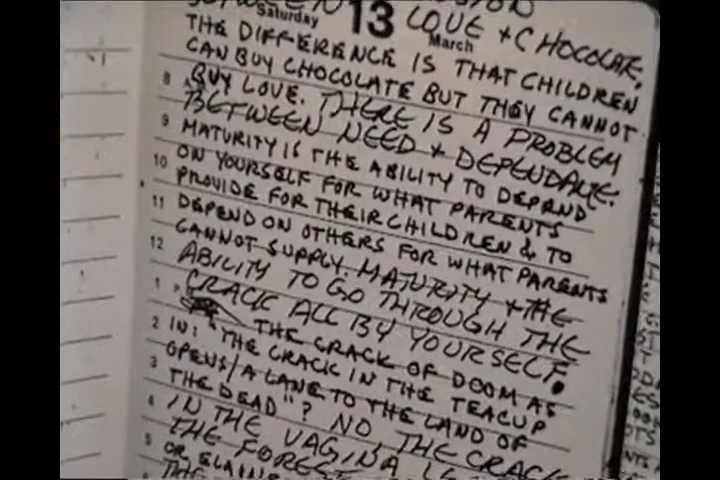 Saturday 13 March
LOVE + CHOCOLATE,
THE DIFFERENCE IS THAT CHILDREN
CAN BUY CHOCOLATE BUT THEY CANNOT
8 BUY LOVE. THERE IS A PROBLEM
9 BETWEEN NEED + DEPENDANCE.
10 MATURITY IS THE ABILITY TO DEPEND
ON YOURSELF FOR WHAT PARENTS
11 PROVIDE FOR THEIR CHILDREN & TO
12 DEPEND ON OTHERS FOR WHAT PARENTS
CANNOT SUPPLY. MATURITY + THE
1 ABILITY TO GO THROUGH THE
CRACK ALL BY YOURSELF.
2 THE CRACK OF DOOM AS
IN: "THE CRACK IN THE TEACUP
3 OPENS/A LANE TO THE LAND OF
4 THE DEAD"? NO, THE CRACK
5 IN THE VAGINA
THE
OR
THE